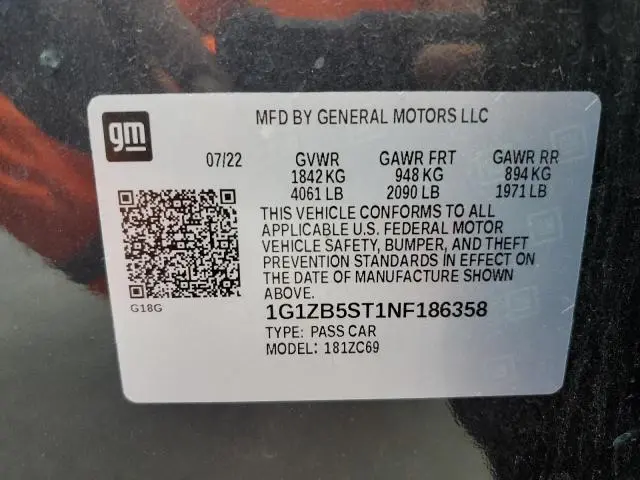 gm
MFD BY GENERAL MOTORS LLC
07/22 GVWR GAWR FRT GAWR RR
1842 KG 948 KG 894 KG
4061 LB 2090 LB 1971 LB
THIS VEHICLE CONFORMS TO ALL
APPLICABLE U.S. FEDERAL MOTOR
VEHICLE SAFETY, BUMPER, AND THEFT
PREVENTION STANDARDS IN EFFECT ON
THE DATE OF MANUFACTURE SHOWN
ABOVE.
G18G
1G1ZB5ST1NF186358
TYPE: PASS CAR
MODEL: 181ZC69